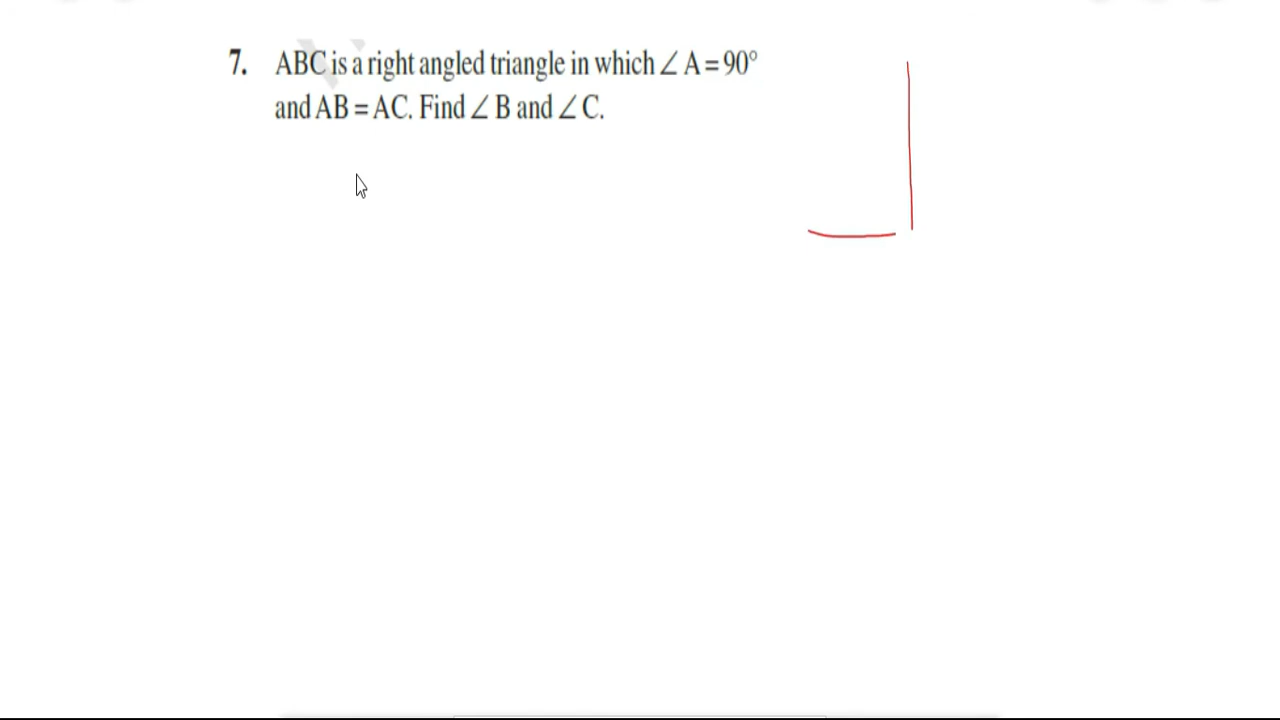 7. ABC is a right angled triangle in which ∠ A = 90°
and AB = AC. Find ∠ B and ∠ C.